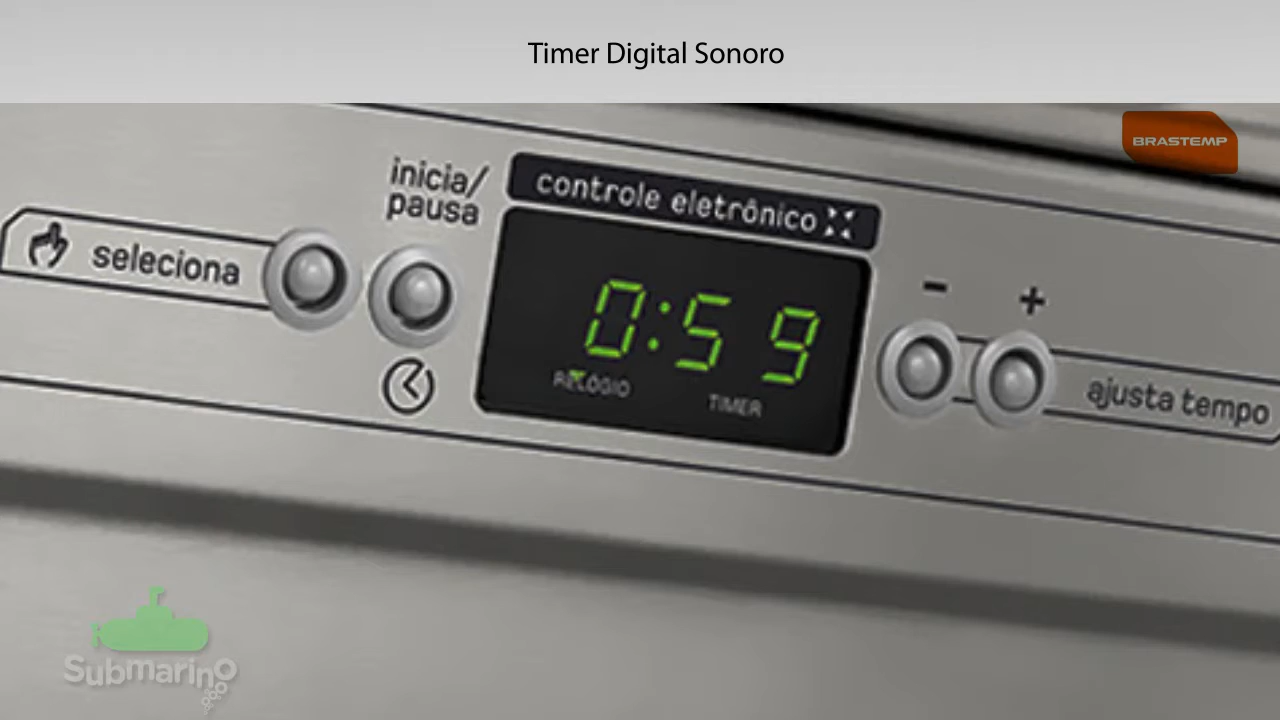 Timer Digital Sonoro
BRASTEMP
inicia/
pausa
controle eletrônico
seleciona
0:59
RELÓGIO
TIMER
- +
ajusta tempo
Submarino